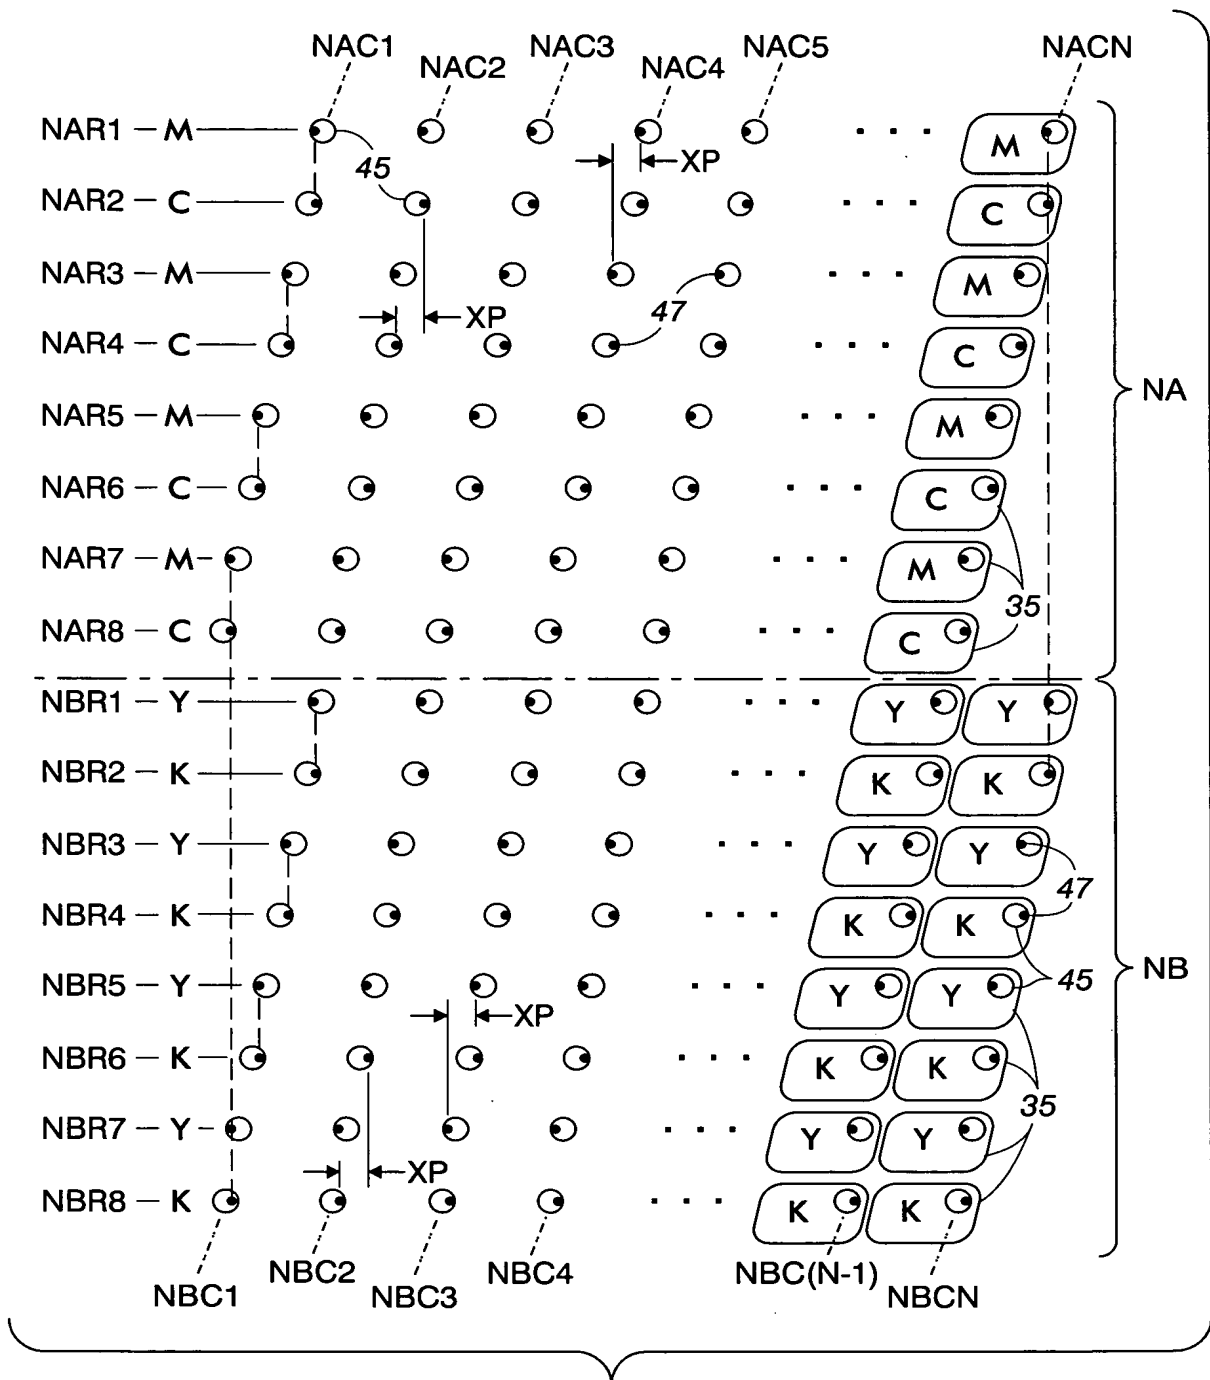 NAC1 NAC2 NAC3 NAC4 NAC5 NACN
NAR1 – M M
45 XP
NAR2 – C C
NAR3 – M M
47
XP
NAR4 – C C
NA
NAR5 – M M
NAR6 – C C
NAR7 – M M
35
NAR8 – C C
NBR1 – Y Y Y
NBR2 – K K K
NBR3 – Y Y Y
47
NBR4 – K K K
NB
45
NBR5 – Y Y Y
XP
NBR6 – K K K
35
NBR7 – Y Y Y
XP
NBR8 – K K K
NBC1 NBC2 NBC3 NBC4 NBC(N-1) NBCN